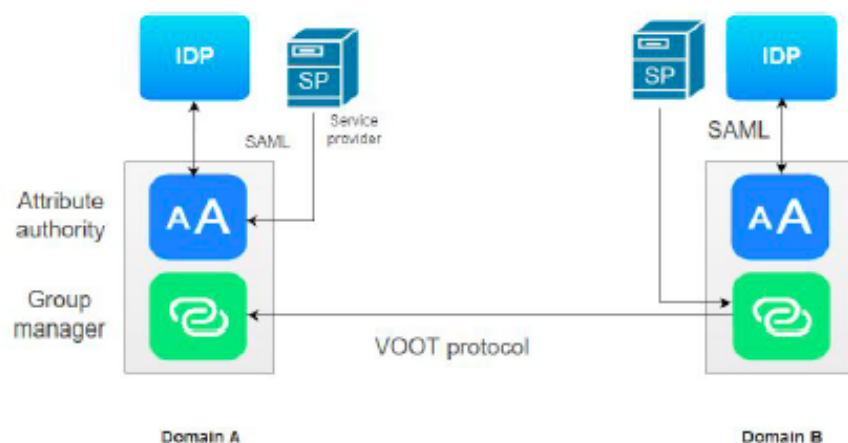 IDP
SP
SP
IDP
SAML
Service
provider
SAML
Attribute
authority
AA
AA
Group
manager
VOOT protocol
Domain A
Domain B